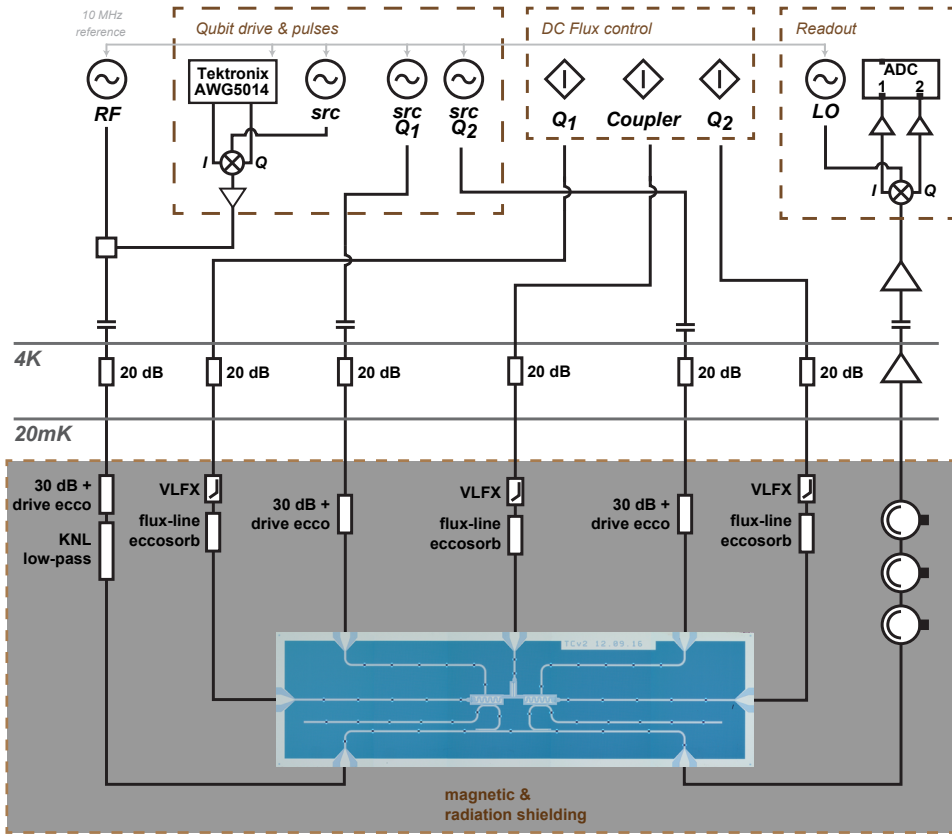 10 MHz
reference
Qubit drive & pulses
DC Flux control
Readout
Tektronix
AWG5014
ADC
1 2
RF
src
src
Q1
src
Q2
Q1
Coupler
Q2
LO
I
Q
I
Q
4K
20 dB
20 dB
20 dB
20 dB
20 dB
20 dB
20mK
30 dB +
drive ecco
KNL
low-pass
VLFX
flux-line
eccosorb
30 dB +
drive ecco
VLFX
flux-line
eccosorb
30 dB +
drive ecco
VLFX
flux-line
eccosorb
TCv2 12.09.16
magnetic &
radiation shielding